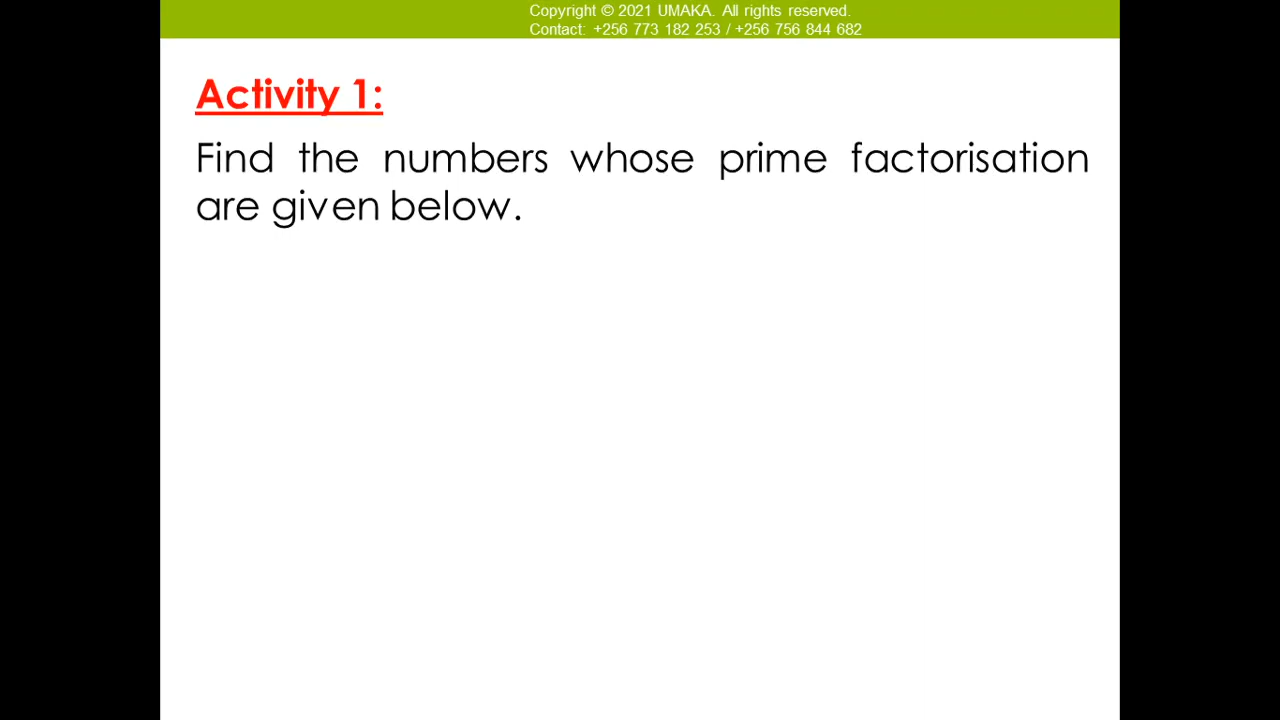 Copyright © 2021 UMAKA. All rights reserved.
Contact: +256 773 182 253 / +256 756 844 682
Activity 1:
Find the numbers whose prime factorisation
are given below.